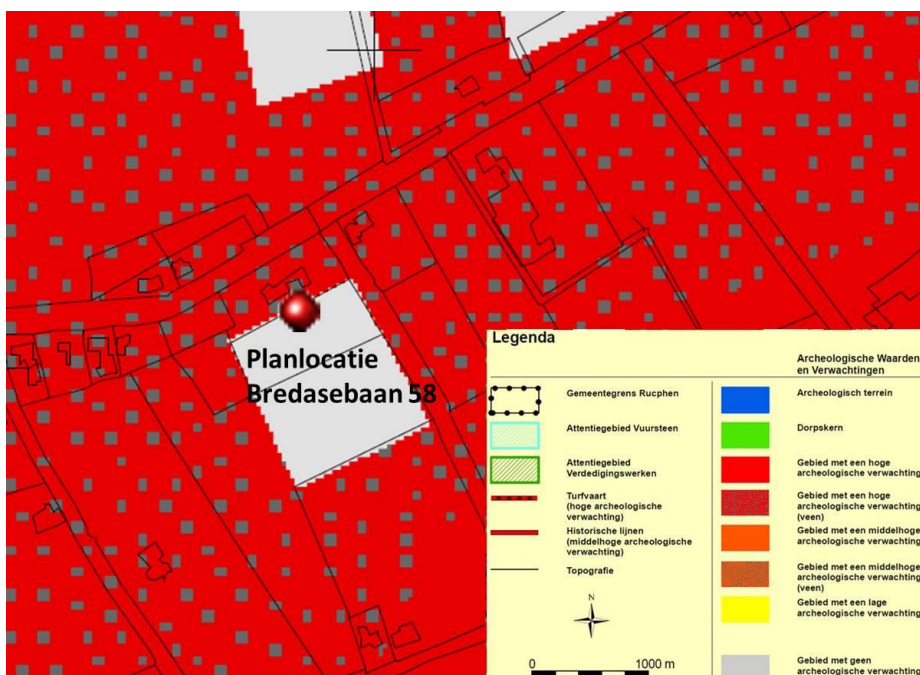 Planlocatie
Bredasebaan 58
Legenda
Gemeentegrens Rucphen
Attentiegebied Vuursteen
Attentiegebied
Verdedigingswerken
Turfvaart
(hoge archeologische
verwachting)
Historische lijnen
(middelhoge archeologische
verwachting)
Topografie
N
0 1000 m
Archeologische Waarden
en Verwachtingen
Archeologisch terrein
Dorpskern
Gebied met een hoge
archeologische verwachting
Gebied met een hoge
archeologische verwachting
(veen)
Gebied met een middelhoge
archeologische verwachting
Gebied met een middelhoge
archeologische verwachting
(veen)
Gebied met een lage
archeologische verwachting
Gebied met geen
archeologische verwachting